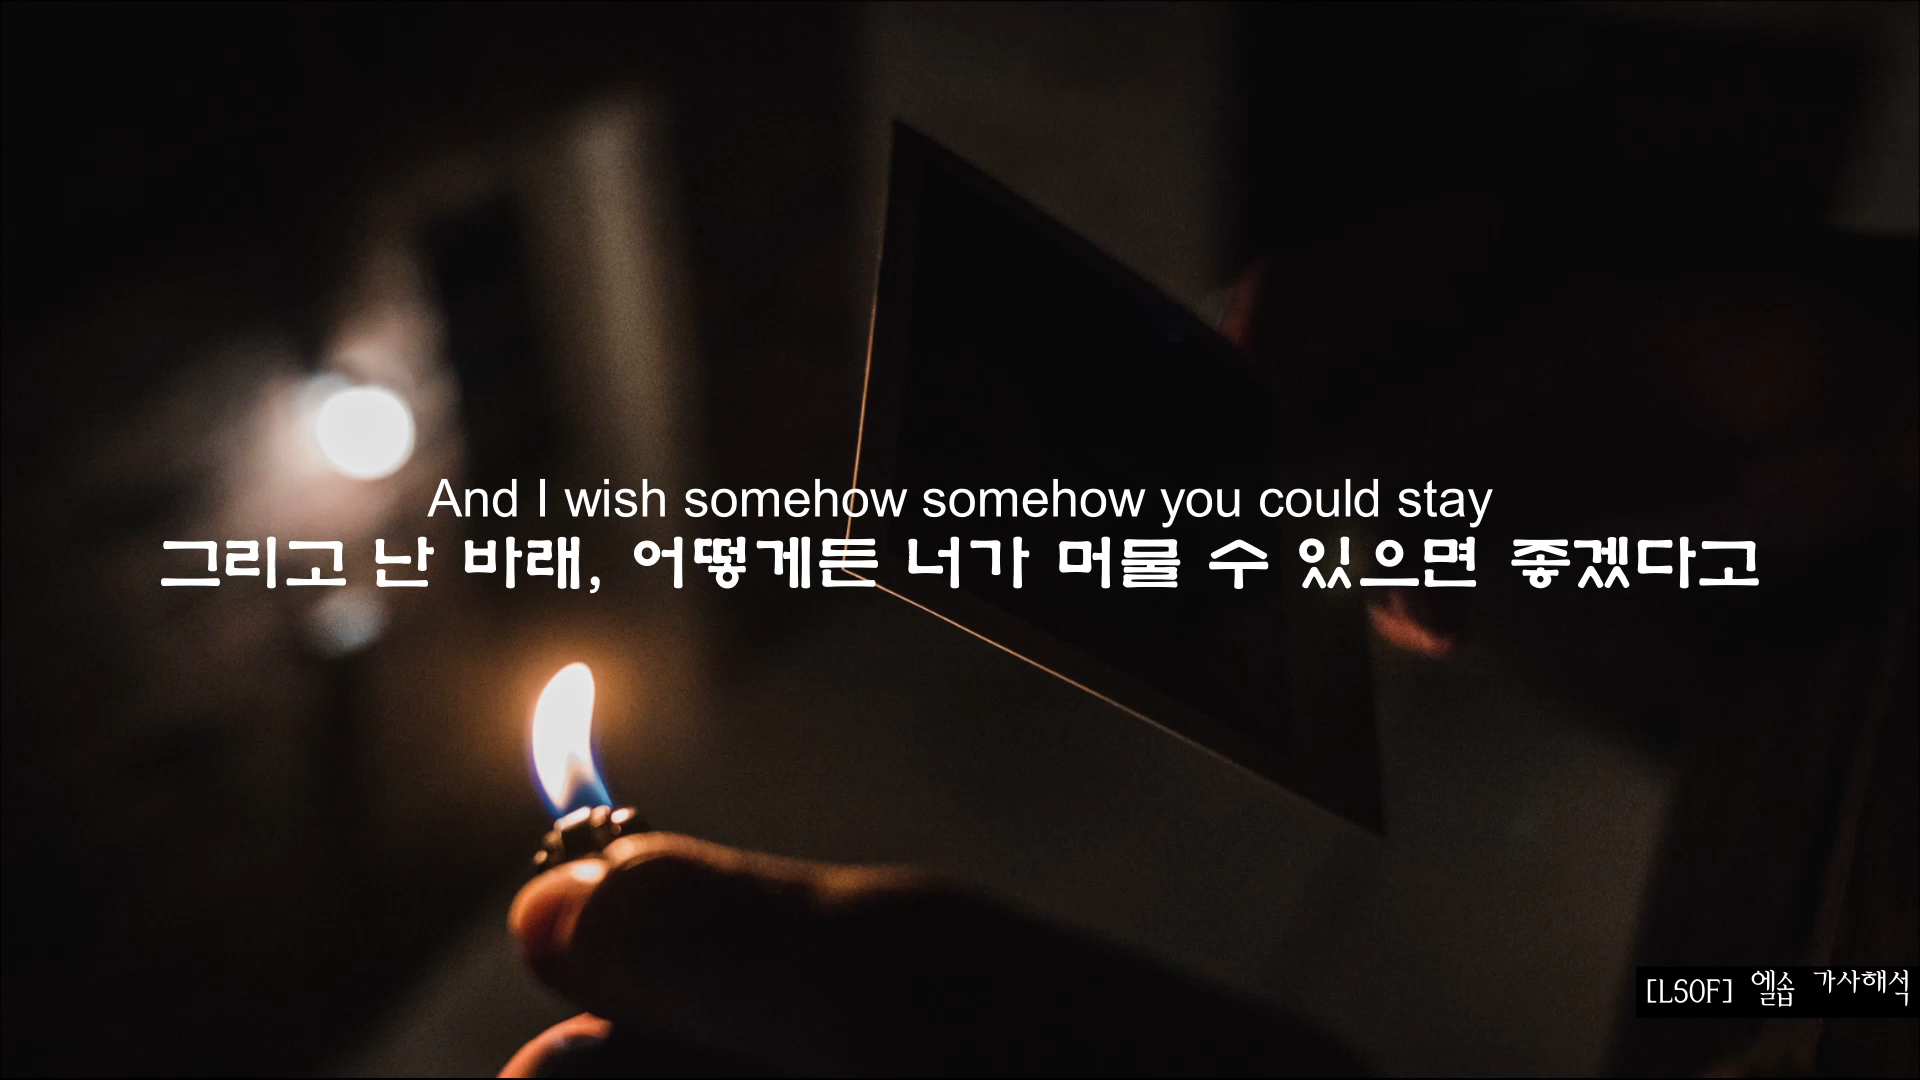 And I wish somehow somehow you could stay
그리고 난 바래, 어떻게든 너가 머물 수 있으면 좋겠다고
[LSOF] 엘솝 가사해석